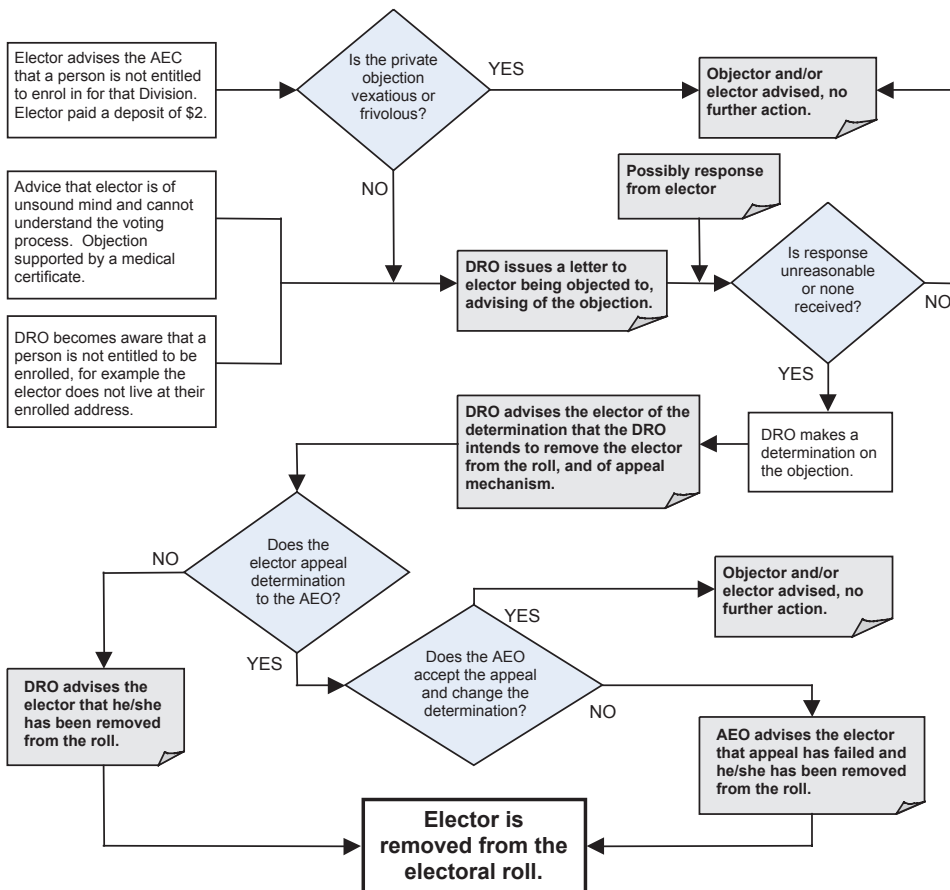 Elector advises the AEC
that a person is not entitled
to enrol in for that Division.
Elector paid a deposit of $2.
Is the private
objection
vexatious or
frivolous?
YES
Objector and/or
elector advised, no
further action.
NO
Possibly response
from elector
Advice that elector is of
unsound mind and cannot
understand the voting
process. Objection
supported by a medical
certificate.
DRO issues a letter to
elector being objected to,
advising of the objection.
Is response
unreasonable
or none
received?
NO
DRO becomes aware that a
person is not entitled to be
enrolled, for example the
elector does not live at their
enrolled address.
YES
DRO advises the elector of the
determination that the DRO
intends to remove the elector
from the roll, and of appeal
mechanism.
DRO makes a
determination on
the objection.
NO
Does the
elector appeal
determination
to the AEO?
YES
Objector and/or
elector advised, no
further action.
YES
Does the AEO
accept the appeal
and change the
determination?
NO
DRO advises the
elector that he/she
has been removed
from the roll.
AEO advises the elector
that appeal has failed and
he/she has been removed
from the roll.
Elector is
removed from the
electoral roll.